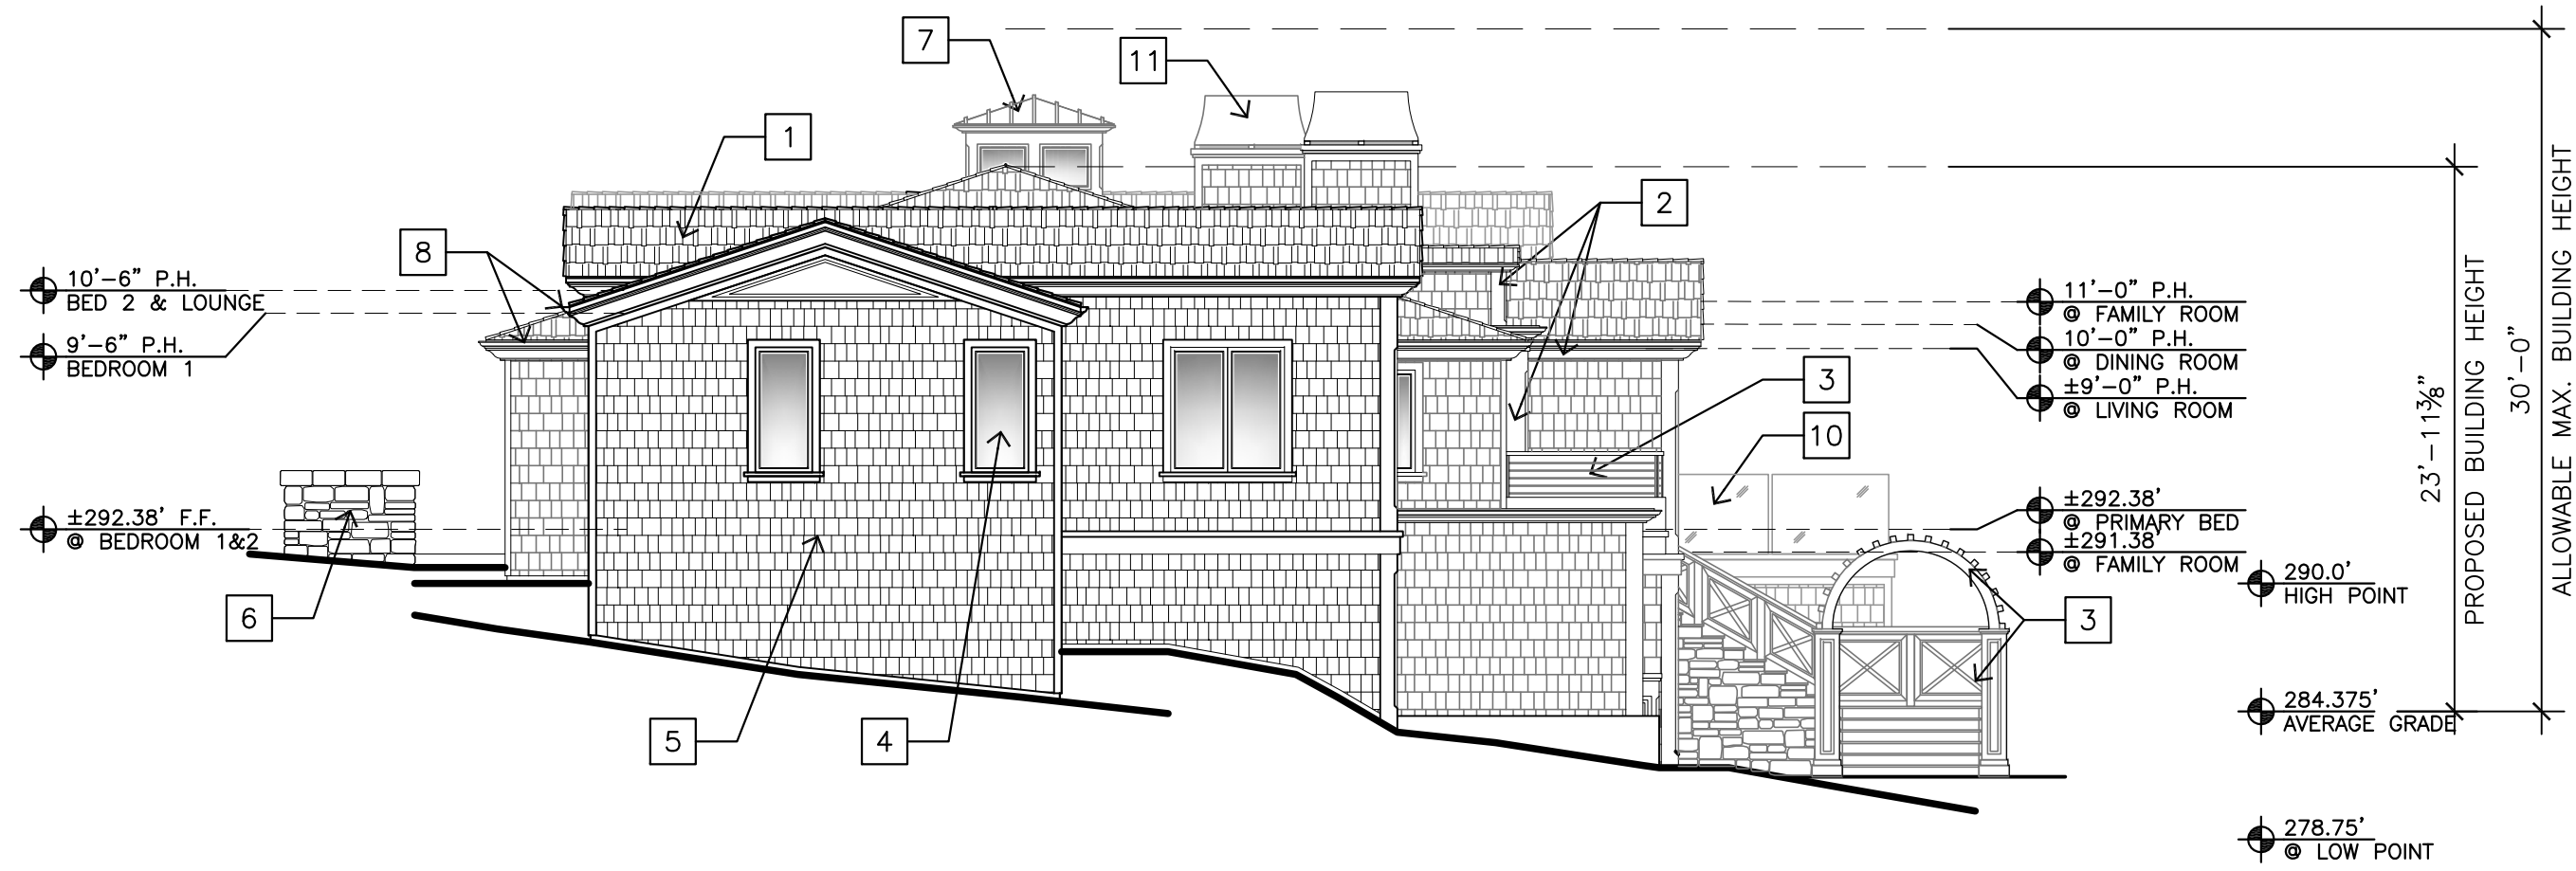 7
11
1
2
8
10'-6" P.H.
BED 2 & LOUNGE
9'-6" P.H.
BEDROOM 1
11'-0" P.H.
@ FAMILY ROOM
10'-0" P.H.
@ DINING ROOM
±9'-0" P.H.
@ LIVING ROOM
3
10
±292.38' F.F.
@ BEDROOM 1&2
±292.38'
@ PRIMARY BED
±291.38'
@ FAMILY ROOM
290.0'
HIGH POINT
6
3
5
4
284.375'
AVERAGE GRADE
278.75'
@ LOW POINT
23'-11⅜"
PROPOSED BUILDING HEIGHT
30'-0"
ALLOWABLE MAX. BUILDING HEIGHT